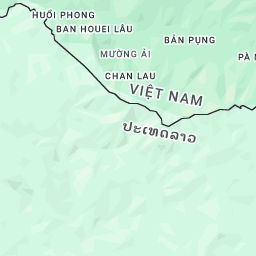 HUỔI PHONG
BAN HOUEI LÂU
BẢN PỤNG
MƯỜNG ẢI
PÀ
CHAN LAU
VIỆT NAM
ປະເທດລາວ